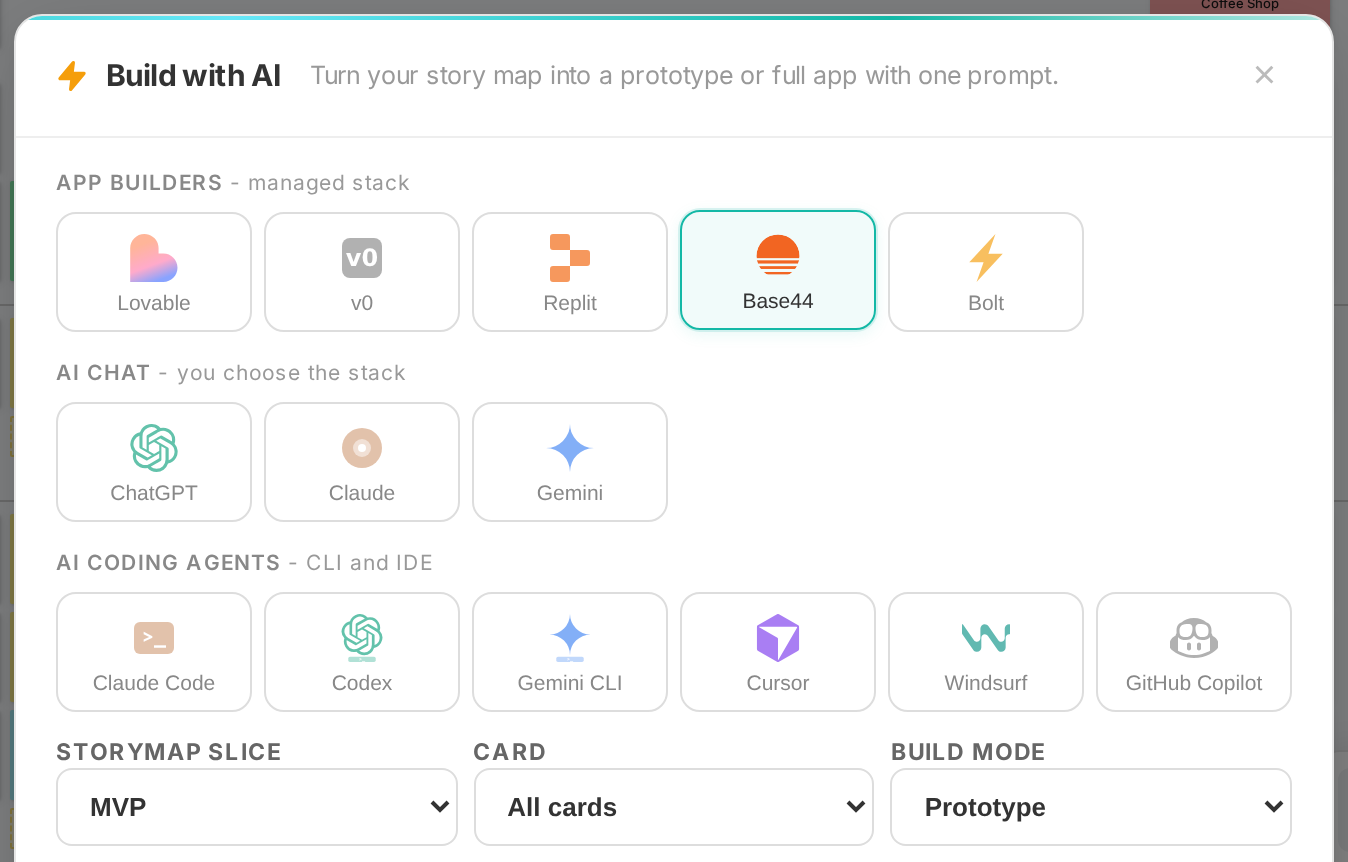 Coffee Shop
Build with AI Turn your story map into a prototype or full app with one prompt.
APP BUILDERS - managed stack
Lovable
v0
v0
Replit
Base44
Bolt
AI CHAT - you choose the stack
ChatGPT
Claude
Gemini
AI CODING AGENTS - CLI and IDE
>_
Claude Code
Codex
Gemini CLI
Cursor
Windsurf
GitHub Copilot
STORYMAP SLICE
CARD
BUILD MODE
MVP
All cards
Prototype